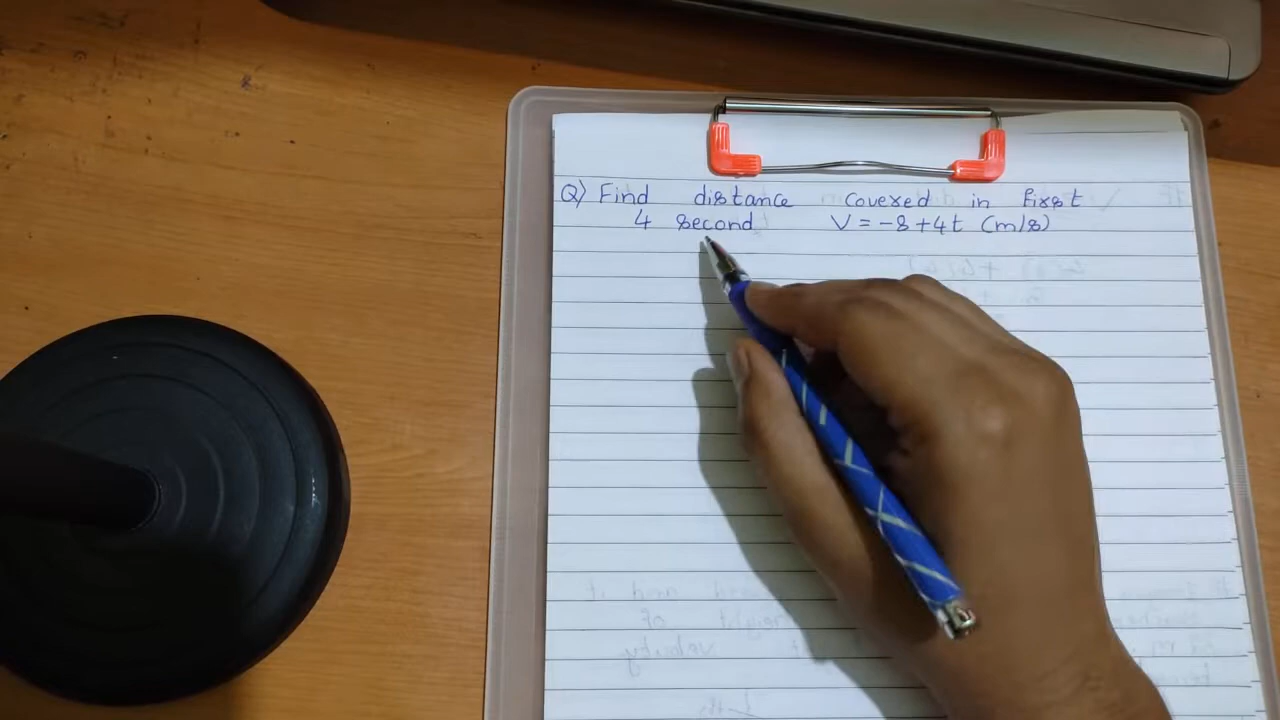 Q) Find distance covered in first
4 second V = -8 + 4t (m/s)